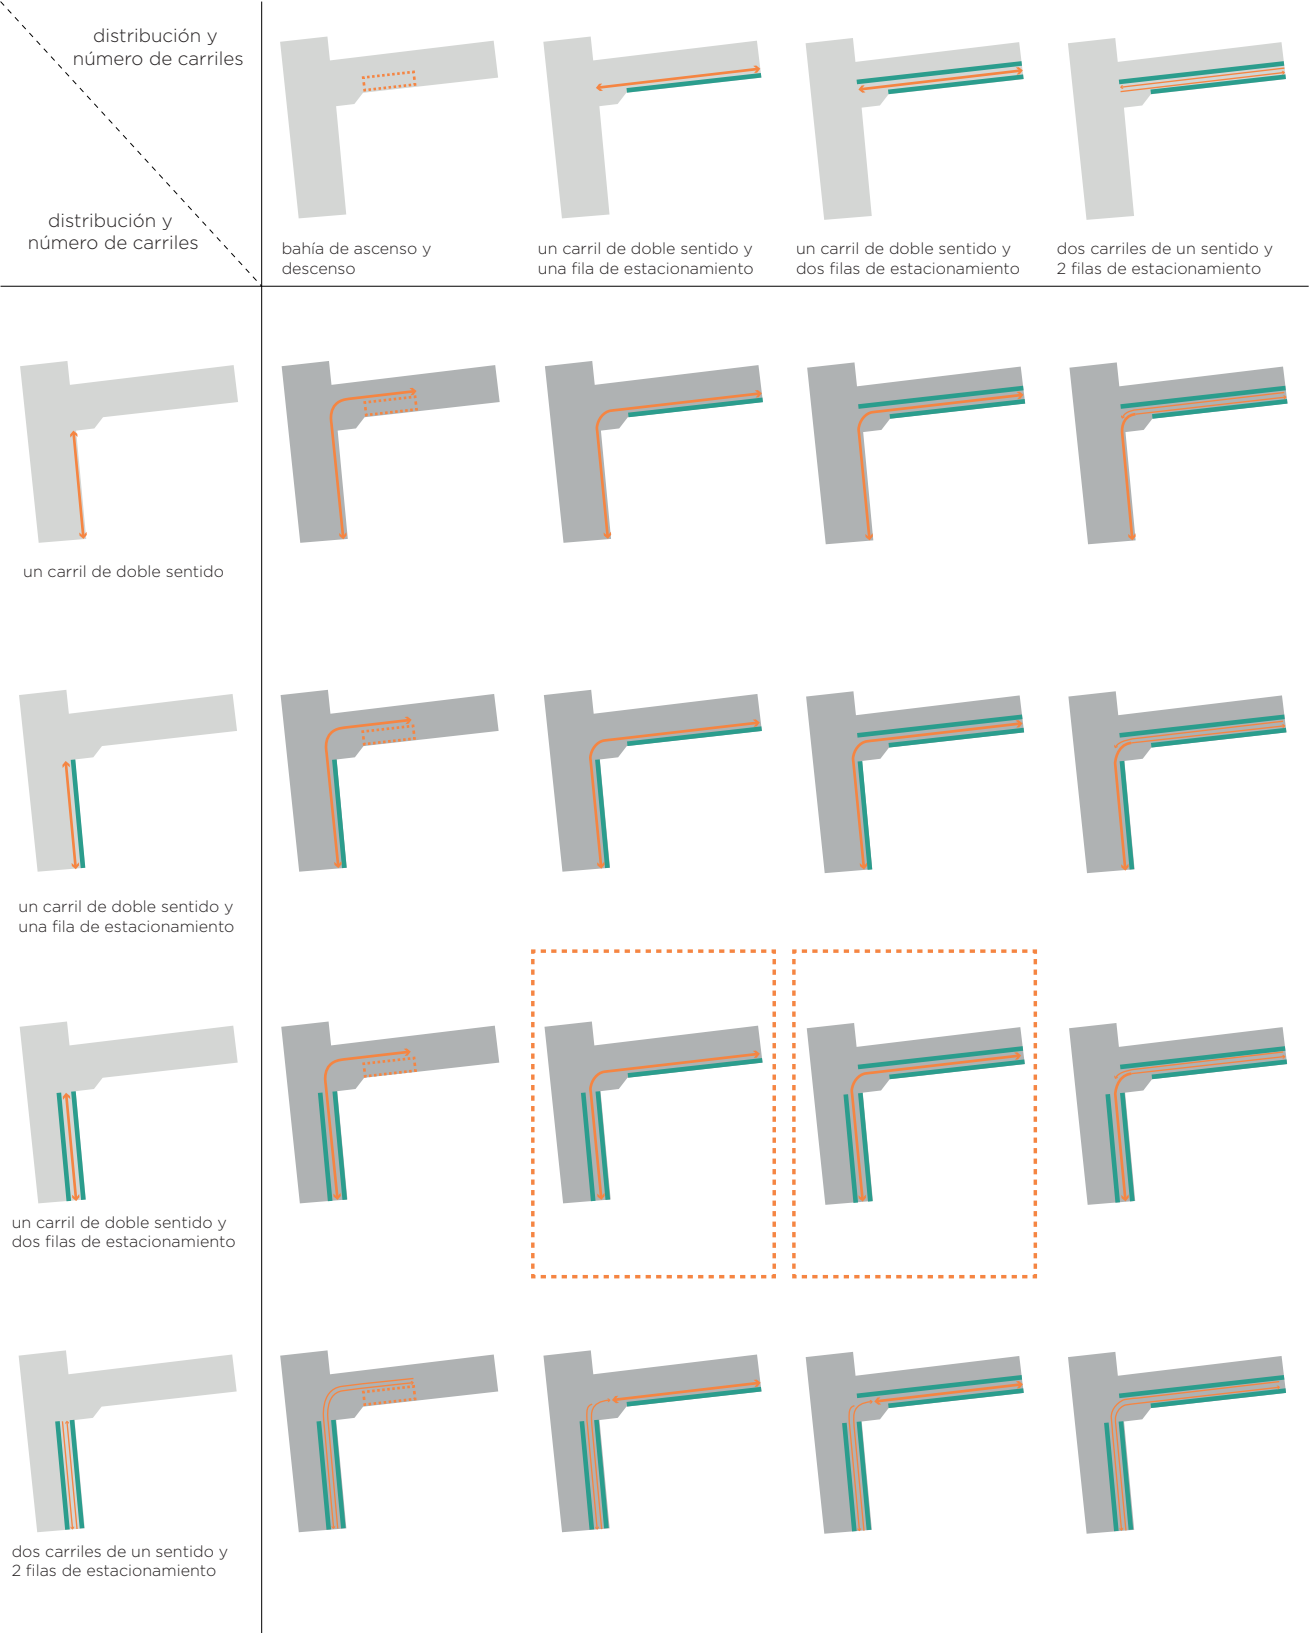 distribución y
número de carriles
distribución y
número de carriles
bahía de ascenso y
descenso
un carril de doble sentido y
una fila de estacionamiento
un carril de doble sentido y
dos filas de estacionamiento
dos carriles de un sentido y
2 filas de estacionamiento
un carril de doble sentido
un carril de doble sentido y
una fila de estacionamiento
un carril de doble sentido y
dos filas de estacionamiento
dos carriles de un sentido y
2 filas de estacionamiento